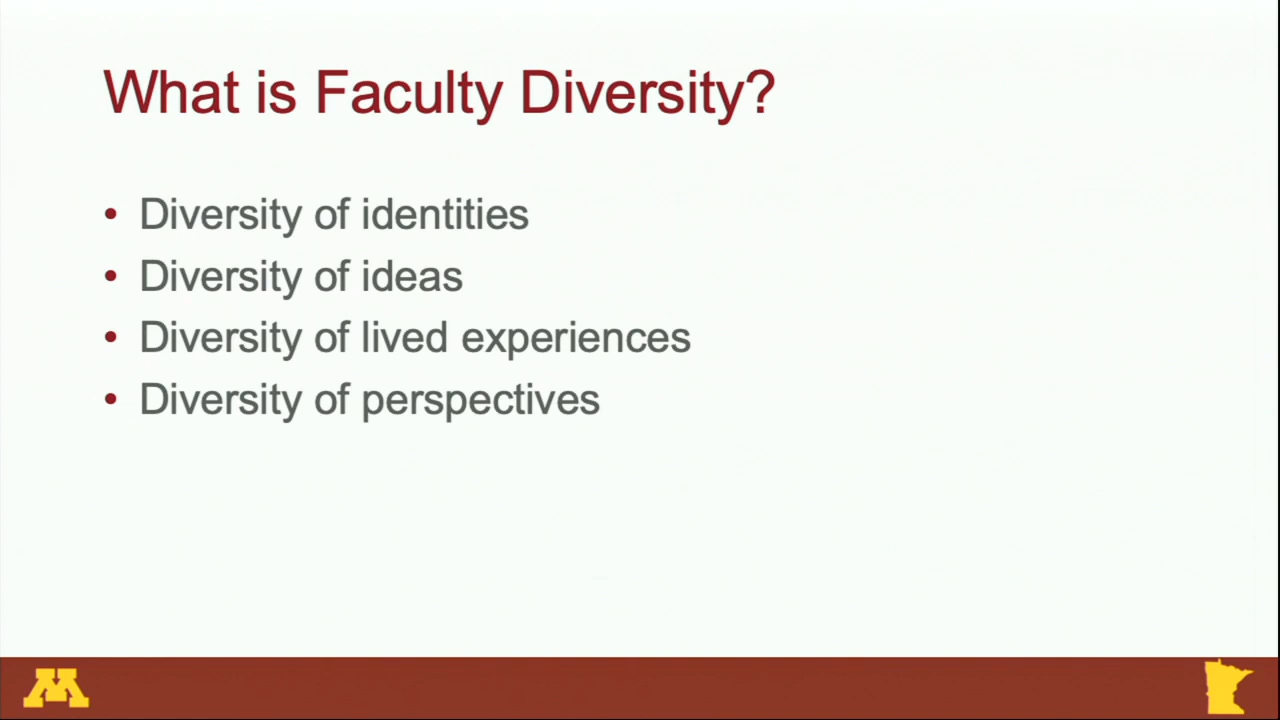 What is Faculty Diversity?
• Diversity of identities
• Diversity of ideas
• Diversity of lived experiences
• Diversity of perspectives
M